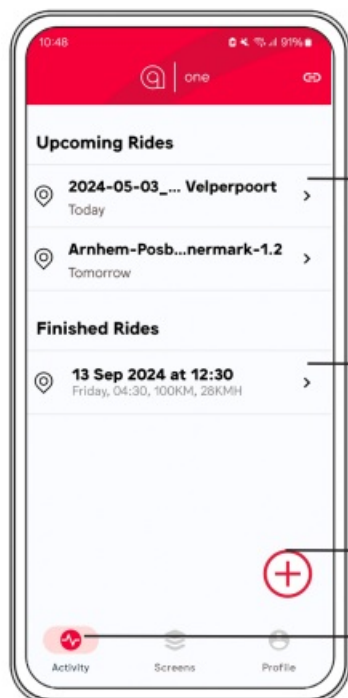 10:48 91%
a | one
Upcoming Rides
2024-05-03_... Velperpoort
Today
Arnhem-Posb...nermark-1.2
Tomorrow
Finished Rides
13 Sep 2024 at 12:30
Friday, 04:30, 100KM, 28KMH
Activity Screens Profile